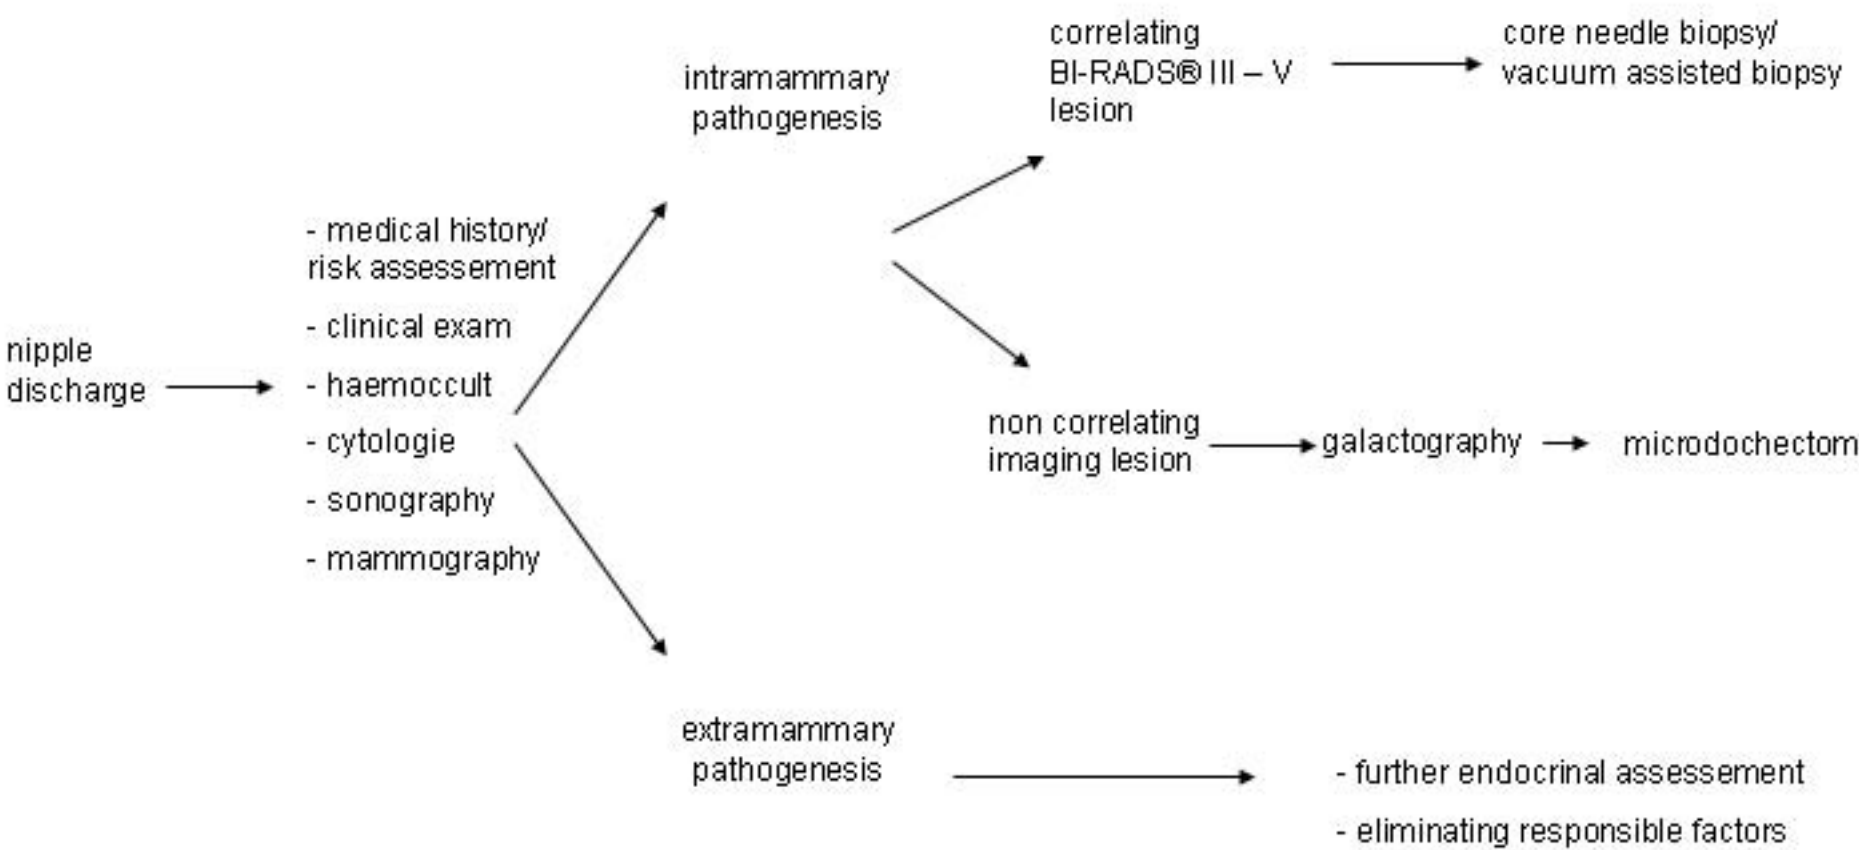 nipple
discharge
- medical history/
risk assessement
- clinical exam
- haemoccult
- cytologie
- sonography
- mammography
intramammary
pathogenesis
correlating
BI-RADS® III – V
lesion
core needle biopsy/
vacuum assisted biopsy
non correlating
imaging lesion
galactography
microdochectom
extramammary
pathogenesis
- further endocrinal assessement
- eliminating responsible factors